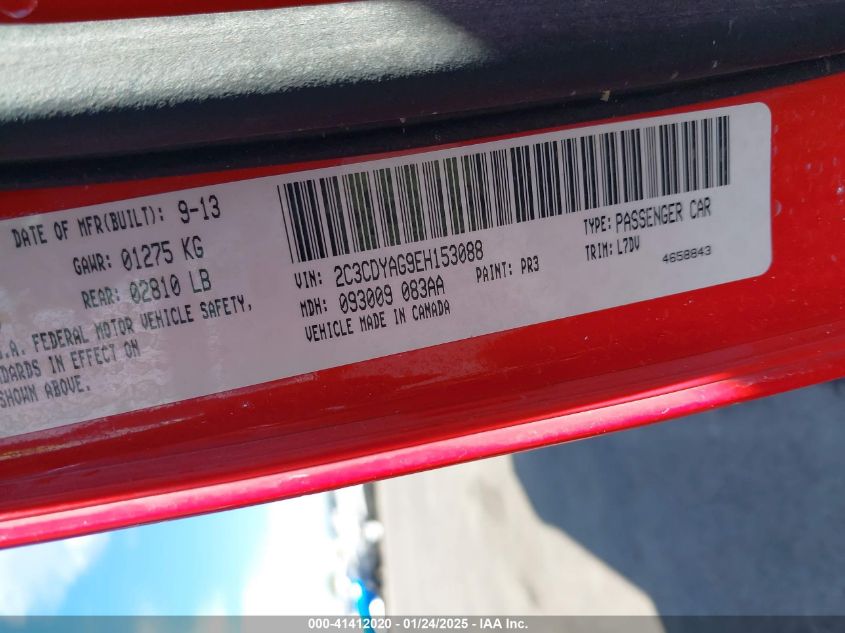 DATE OF MFR(BUILT): 9-13
GAWR: 01275 KG
REAR: 02810 LB
.A. FEDERAL MOTOR VEHICLE SAFETY,
DARDS IN EFFECT ON
SHOWN ABOVE.
VIN: 2C3CDYAG9EH153088
TYPE: PASSENGER CAR
MDH: 093009 083AA
PAINT: PR3
TRIM: L7DV
VEHICLE MADE IN CANADA
4658843
000-41412020 - 01/24/2025 - IAA Inc.